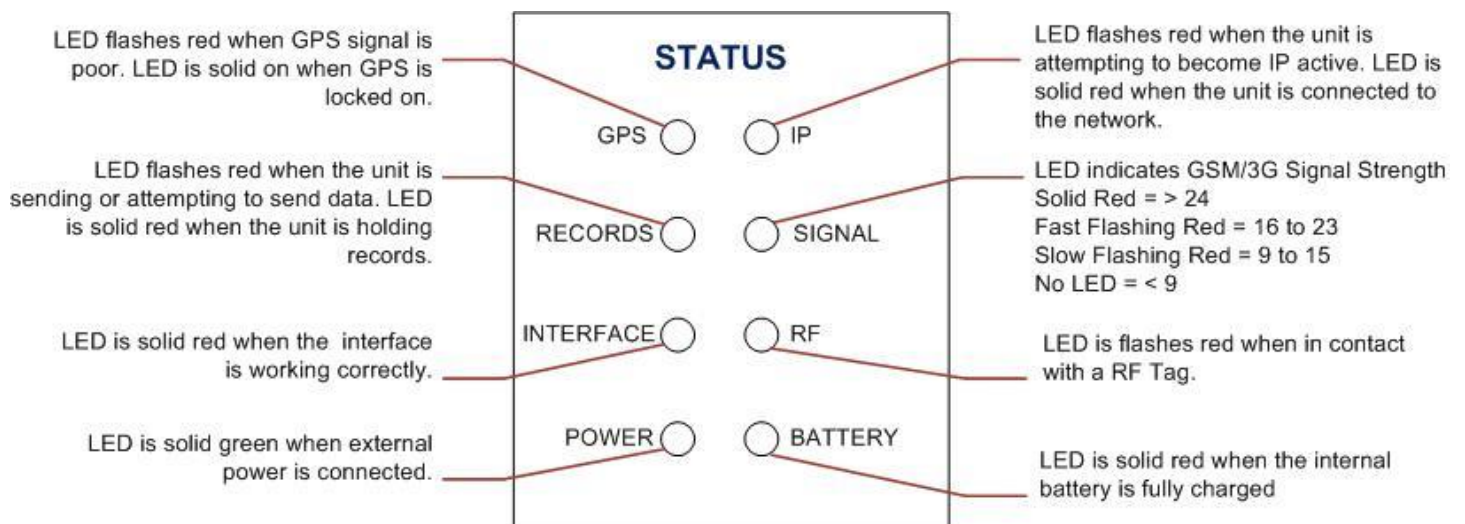 STATUS
LED flashes red when GPS signal is
poor. LED is solid on when GPS is
locked on.
GPS
IP
LED flashes red when the unit is
attempting to become IP active. LED is
solid red when the unit is connected to
the network.
LED flashes red when the unit is
sending or attempting to send data. LED
is solid red when the unit is holding
records.
RECORDS
SIGNAL
LED indicates GSM/3G Signal Strength
Solid Red = > 24
Fast Flashing Red = 16 to 23
Slow Flashing Red = 9 to 15
No LED = < 9
LED is solid red when the interface
is working correctly.
INTERFACE
RF
LED is flashes red when in contact
with a RF Tag.
LED is solid green when external
power is connected.
POWER
BATTERY
LED is solid red when the internal
battery is fully charged